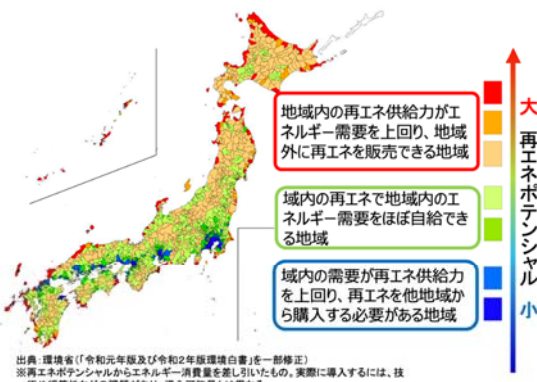 地域内の再エネ供給力がエ
ネルギー需要を上回り、地域
外に再エネを販売できる地域
域内の再エネで地域内のエ
ネルギー需要をほぼ自給でき
る地域
域内の需要が再エネ供給力
を上回り、再エネを他地域か
ら購入する必要がある地域
大
再エネポテンシャル
小
出典：環境省（「令和元年版及び令和2年版環境白書」を一部修正）
※再エネポテンシャルからエネルギー消費量を差し引いたもの。実際に導入するには、技